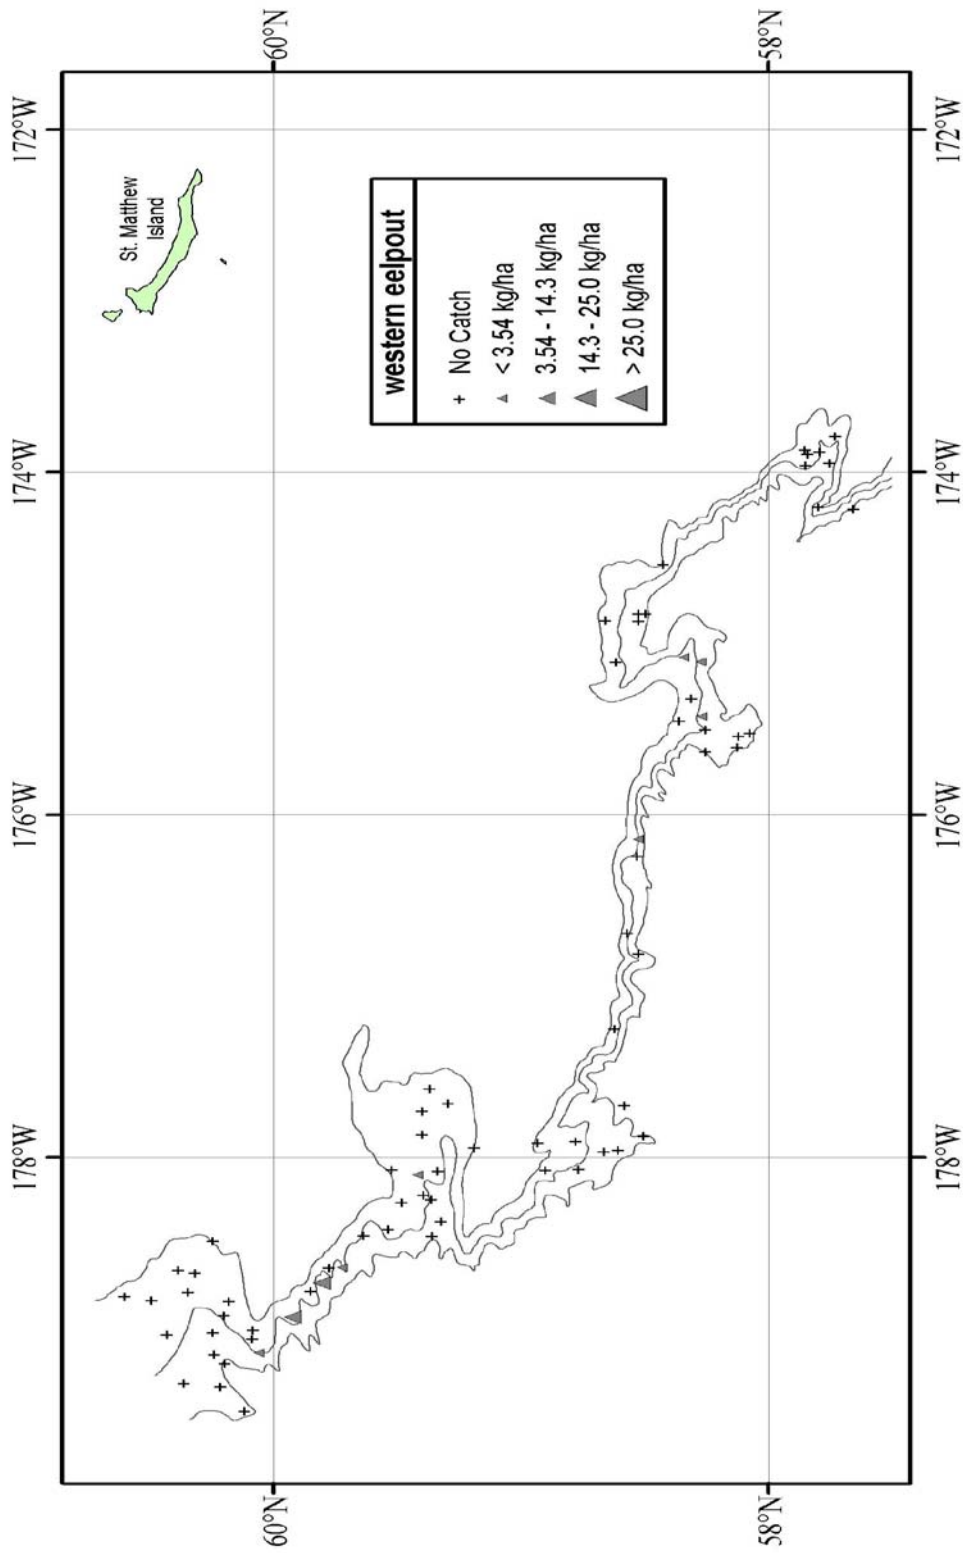 60°N
58°N
172°W
172°W
St. Matthew
Island
western eelpout
No Catch
< 3.54 kg/ha
3.54 - 14.3 kg/ha
14.3 - 25.0 kg/ha
> 25.0 kg/ha
174°W
174°W
176°W
176°W
178°W
178°W
60°N
58°N